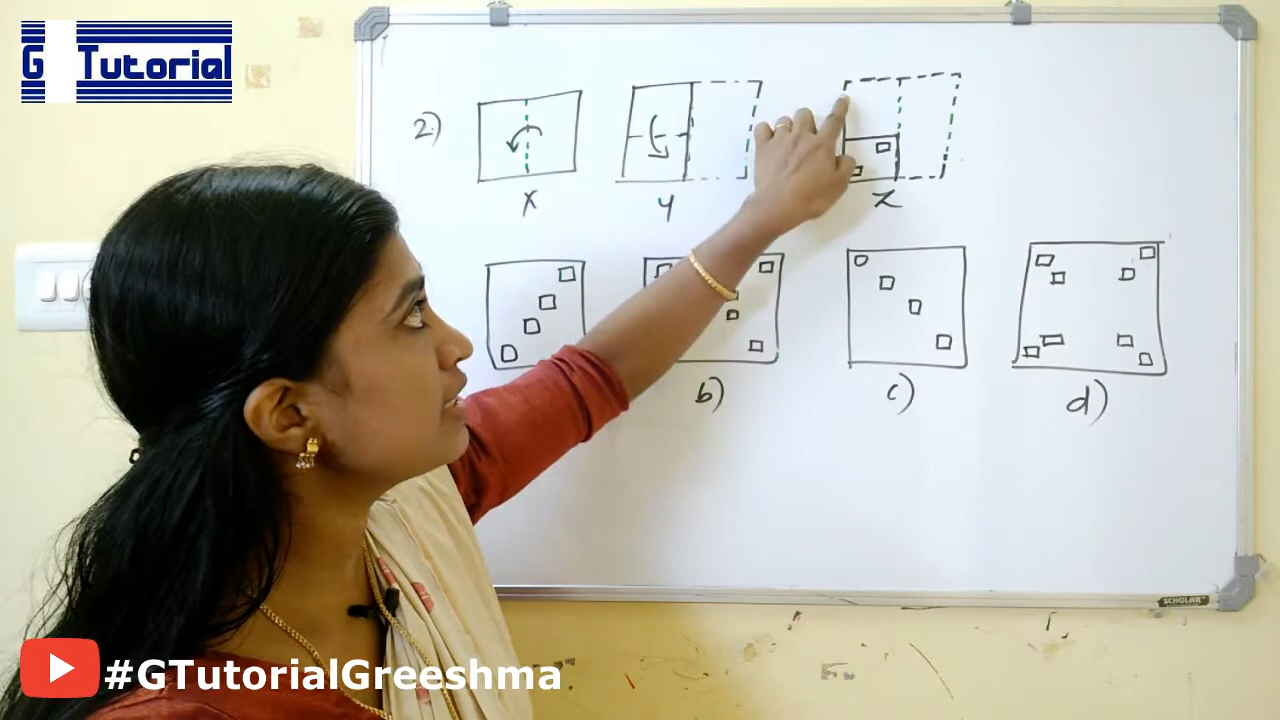 G Tutorial
2)
x
y
z
b)
c)
d)
SCHOLAR
#GTutorialGreeshma